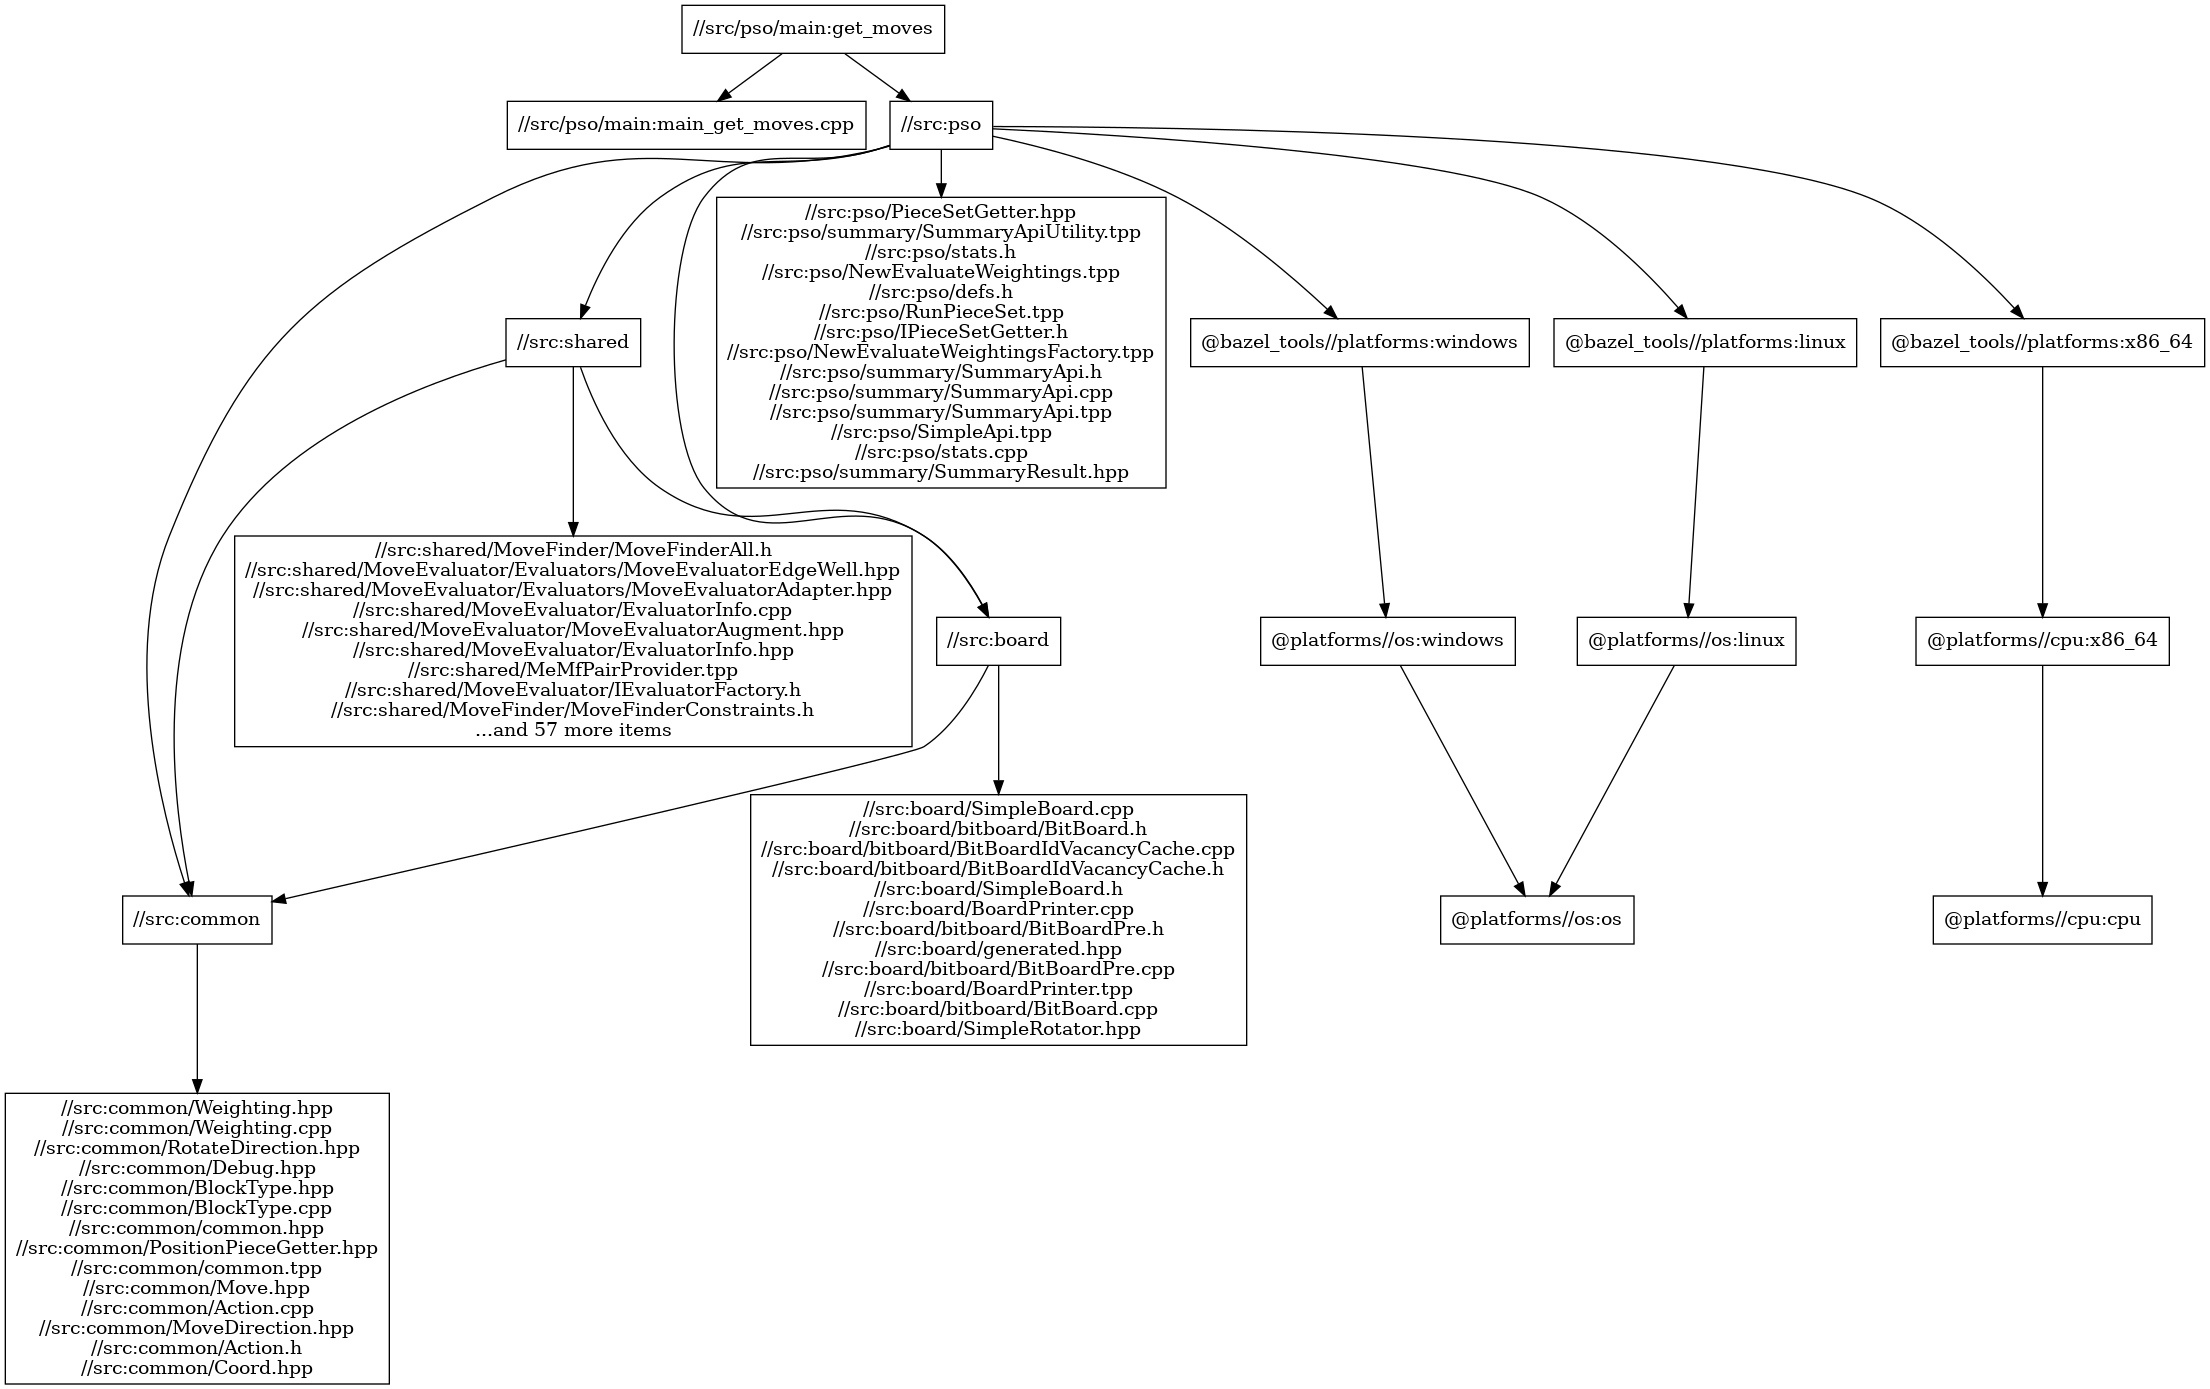 //src/pso/main:get_moves
//src/pso/main:main_get_moves.cpp
//src:pso
//src:pso/PieceSetGetter.hpp
//src:pso/summary/SummaryApiUtility.tpp
//src:pso/stats.h
//src:pso/NewEvaluateWeightings.tpp
//src:pso/defs.h
//src:pso/RunPieceSet.tpp
//src:pso/IPieceSetGetter.h
//src:pso/NewEvaluateWeightingsFactory.tpp
//src:pso/summary/SummaryApi.h
//src:pso/summary/SummaryApi.cpp
//src:pso/summary/SummaryApi.tpp
//src:pso/SimpleApi.tpp
//src:pso/stats.cpp
//src:pso/summary/SummaryResult.hpp
//src:shared
@bazel_tools//platforms:windows
@bazel_tools//platforms:linux
@bazel_tools//platforms:x86_64
//src:shared/MoveFinder/MoveFinderAll.h
//src:shared/MoveEvaluator/Evaluators/MoveEvaluatorEdgeWell.hpp
//src:shared/MoveEvaluator/Evaluators/MoveEvaluatorAdapter.hpp
//src:shared/MoveEvaluator/EvaluatorInfo.cpp
//src:shared/MoveEvaluator/MoveEvaluatorAugment.hpp
//src:shared/MoveEvaluator/EvaluatorInfo.hpp
//src:shared/MeMfPairProvider.tpp
//src:shared/MoveEvaluator/IEvaluatorFactory.h
//src:shared/MoveFinder/MoveFinderConstraints.h
...and 57 more items
//src:board
@platforms//os:windows
@platforms//os:linux
@platforms//cpu:x86_64
//src:board/SimpleBoard.cpp
//src:board/bitboard/BitBoard.h
//src:board/bitboard/BitBoardIdVacancyCache.cpp
//src:board/bitboard/BitBoardIdVacancyCache.h
//src:board/SimpleBoard.h
//src:board/BoardPrinter.cpp
//src:board/bitboard/BitBoardPre.h
//src:board/generated.hpp
//src:board/bitboard/BitBoardPre.cpp
//src:board/BoardPrinter.tpp
//src:board/bitboard/BitBoard.cpp
//src:board/SimpleRotator.hpp
//src:common
@platforms//os:os
@platforms//cpu:cpu
//src:common/Weighting.hpp
//src:common/Weighting.cpp
//src:common/RotateDirection.hpp
//src:common/Debug.hpp
//src:common/BlockType.hpp
//src:common/BlockType.cpp
//src:common/common.hpp
//src:common/PositionPieceGetter.hpp
//src:common/common.tpp
//src:common/Move.hpp
//src:common/Action.cpp
//src:common/MoveDirection.hpp
//src:common/Action.h
//src:common/Coord.hpp